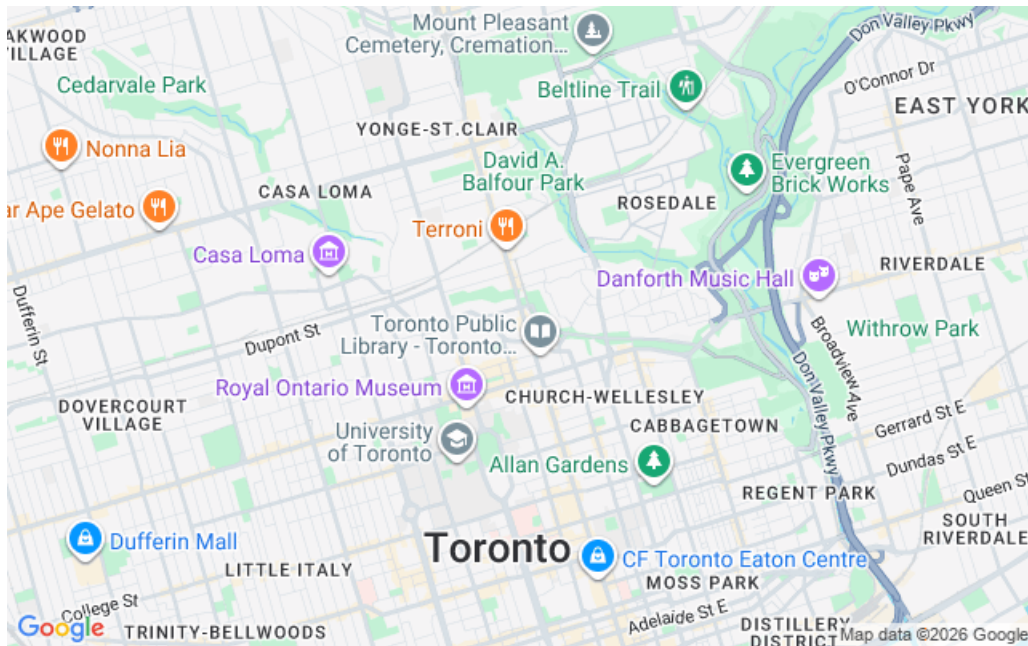 OAKWOOD
VILLAGE
Mount Pleasant
Cemetery, Cremation...
Don Valley Pkwy
Cedarvale Park
Beltline Trail
O'Connor Dr
EAST YORK
YONGE-ST.CLAIR
Nonna Lia
David A.
Balfour Park
Evergreen
Brick Works
Pape Ave
CASA LOMA
ROSEDALE
ar Ape Gelato
Terroni
Casa Loma
Danforth Music Hall
RIVERDALE
Dufferin St
Dupont St
Toronto Public
Library - Toronto...
Broadview Ave
Withrow Park
Don Valley Pkwy
Royal Ontario Museum
CHURCH-WELLESLEY
DOVERCOURT
VILLAGE
University
of Toronto
CABBAGETOWN
Gerrard St E
Allan Gardens
Dundas St E
REGENT PARK
Queen St
SOUTH
RIVERDALE
Dufferin Mall
Toronto
CF Toronto Eaton Centre
LITTLE ITALY
MOSS PARK
College St
Adelaide St E
Google
TRINITY-BELLWOODS
DISTILLERY
DISTRICT
Map data ©2026 Google